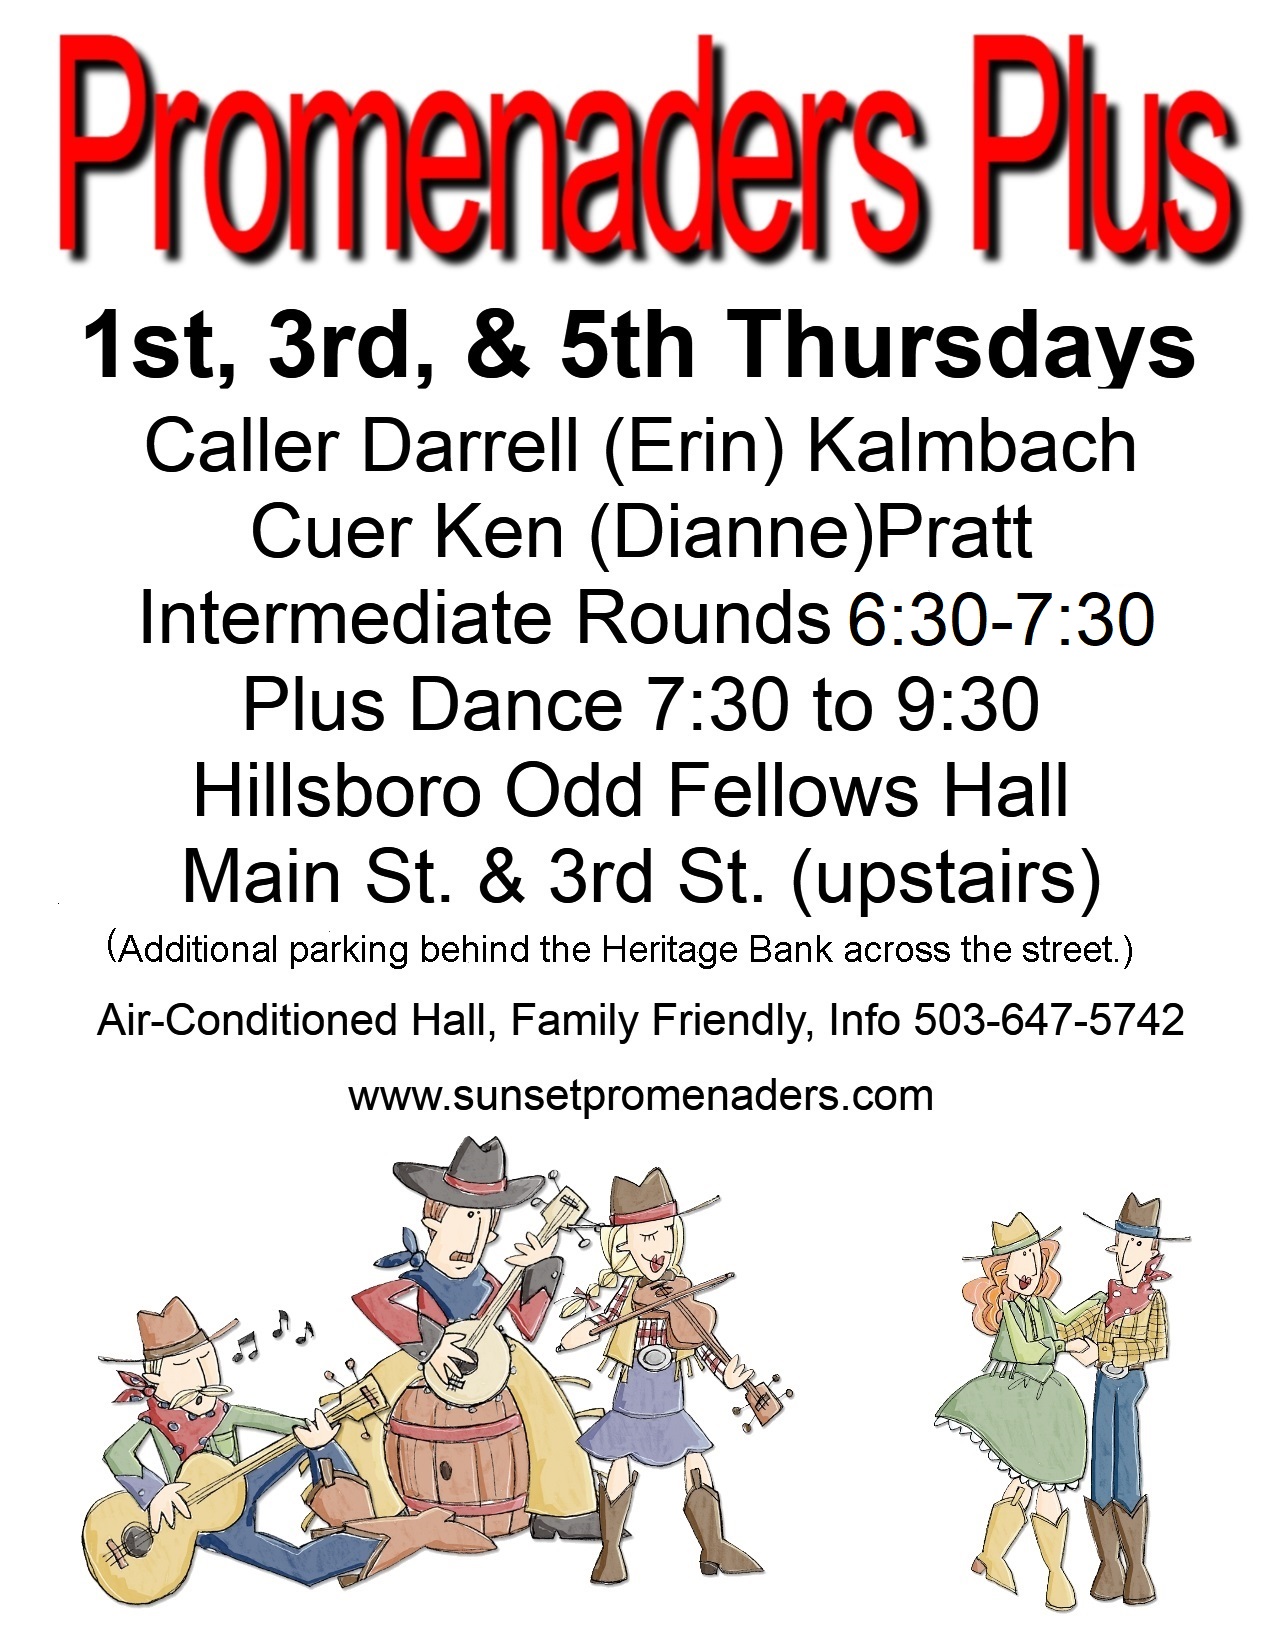 Promenaders Plus
1st, 3rd, & 5th Thursdays
Caller Darrell (Erin) Kalmbach
Cuer Ken (Dianne)Pratt
Intermediate Rounds 6:30-7:30
Plus Dance 7:30 to 9:30
Hillsboro Odd Fellows Hall
Main St. & 3rd St. (upstairs)
(Additional parking behind the Heritage Bank across the street.)
Air-Conditioned Hall, Family Friendly, Info 503-647-5742
www.sunsetpromenaders.com